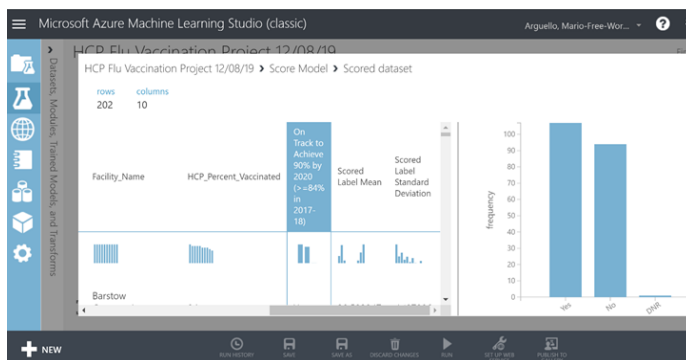 Microsoft Azure Machine Learning Studio (classic)
Arguello, Mario-Free-Wor...
?
HCP Flu Vaccination Project 12/08/19
Datasets, Modules, Trained Models, and Transforms
HCP Flu Vaccination Project 12/08/19 > Score Model > Scored dataset
rows
columns
202
10
Facility_Name
HCP_Percent_Vaccinated
On
Track to
Achieve
90% by
2020
(>=84%
in
2017-
18)
Scored
Label Mean
Scored
Label
Standard
Deviation
Barstow
frequency
100
90
80
70
60
50
40
30
20
10
0
Yes
No
DNR
NEW
RUN HISTORY
SAVE
SAVE AS
DISCARD CHANGES
RUN
SET UP WEB
PUBLISH TO